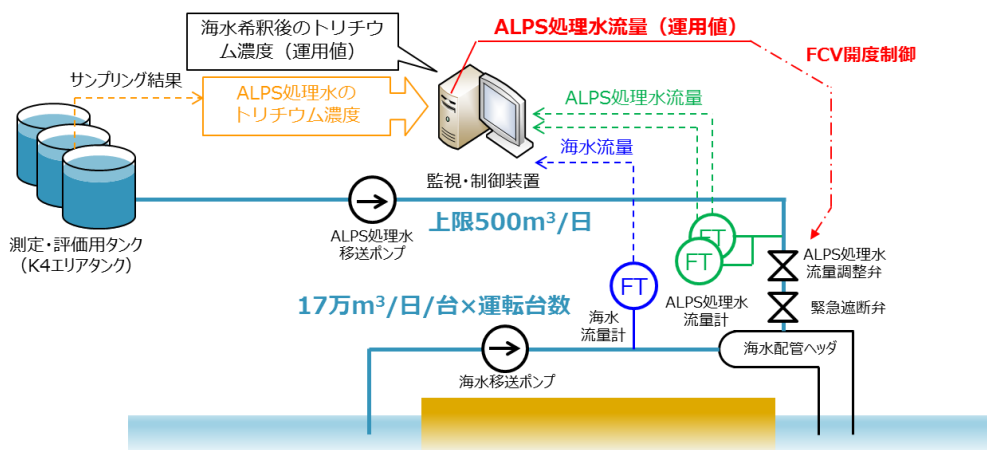 海水希釈後のトリチウ
ム濃度（運用値）
ALPS処理水流量（運用値）
FCV開度制御
サンプリング結果
ALPS処理水の
トリチウム濃度
ALPS処理水流量
海水流量
監視・制御装置
上限500m³/日
測定・評価用タンク
（K4エリアタンク）
ALPS処理水
移送ポンプ
FT
FT
FT
ALPS処理水
流量調整弁
17万m³/日/台×運転台数
海水
流量計
ALPS処理水
流量計
緊急遮断弁
海水配管ヘッダ
海水移送ポンプ